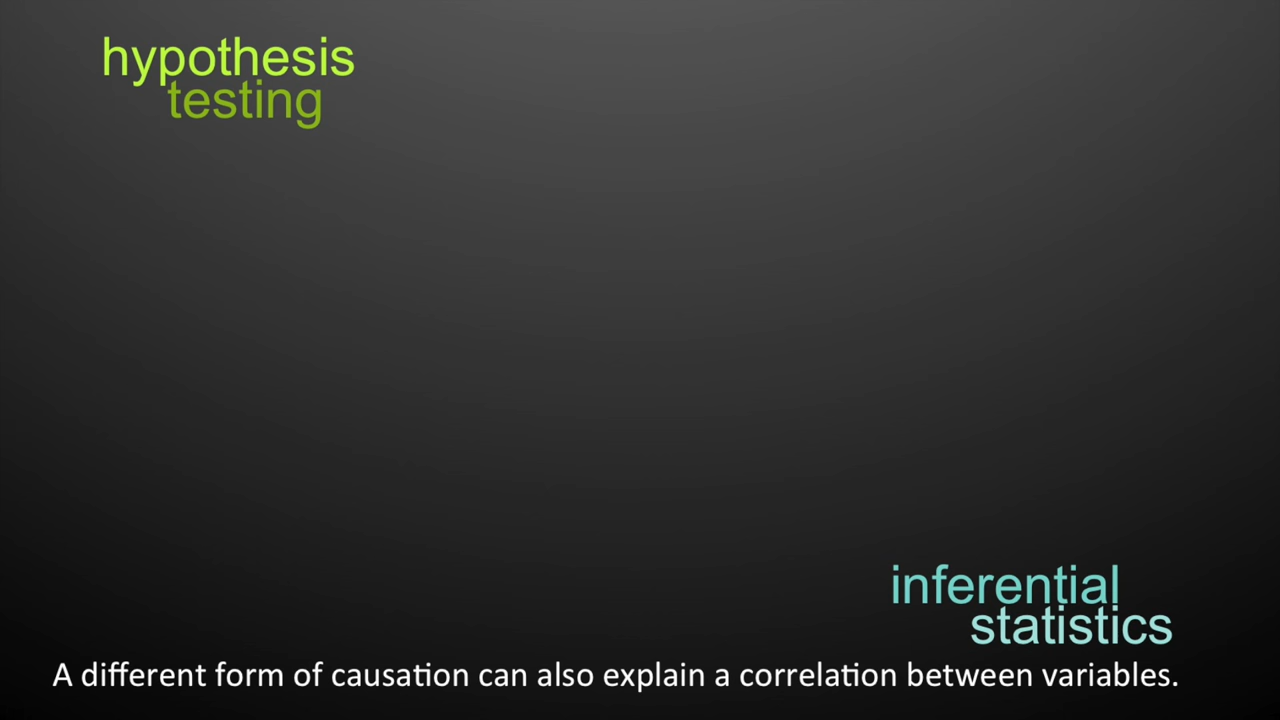 hypothesis
testing
inferential
statistics
A different form of causation can also explain a correlation between variables.